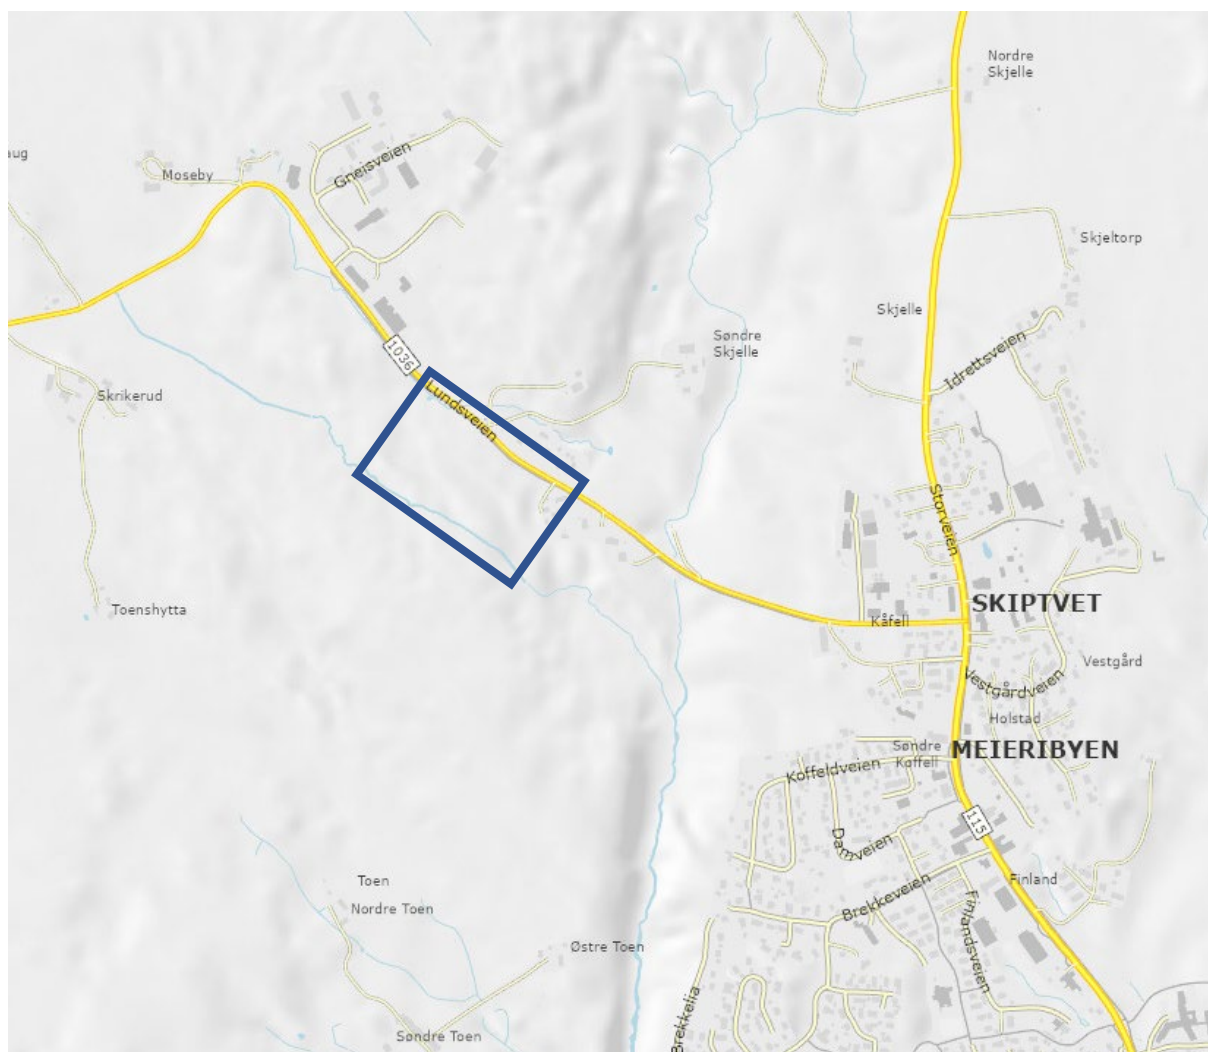 Nordre
Skjelle
aug
Moseby
Gneisveien
Skjeltorp
Skjelle
Søndre
Skjelle
1036
Idrettsveien
Skrikerud
Lundsveien
Storveien
Toenshytta
SKIPTVET
Kåfell
Vestgård
Vestgårdveien
Holstad
Søndre
Køffell
MEIERIBYEN
Koffeldveien
115
Damveien
Toen
Nordre Toen
Finland
Brekkeveien
Finlandsveien
Østre Toen
Brekkelia
Søndre Toen